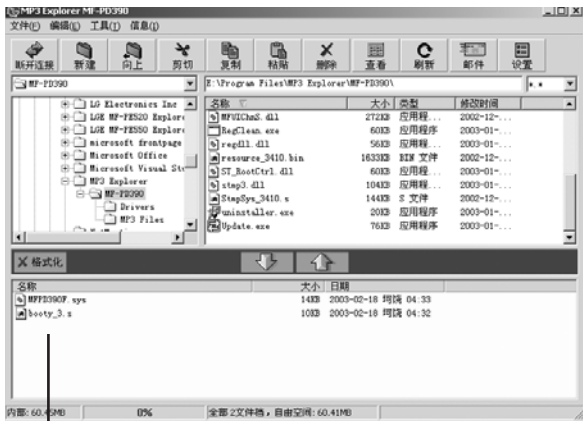 MP3 Explorer MF-PD390
文件(F) 编辑(E) 工具(T) 信息(I)
断开连接 新建 向上 剪切 复制 粘贴 删除 查看 刷新 邮件 设置
MF-PD390
E:\Program Files\MP3 Explorer\MF-PD390\
*.*
LG Electronics Inc
LGE MF-FE520 Explore
LGE MF-PE550 Explore
microsoft frontpage
Microsoft Office
Microsoft Visual Stu
MP3 Explorer
MF-PD390
Drivers
MP3 Files
名称 大小 类型 修改时间
MFVIChnS.dll 272KB 应用程... 2002-12-...
RegClean.exe 60KB 应用程序 2003-01-...
regdll.dll 56KB 应用程... 2003-01-...
resource_3410.bin 1633KB BIN 文件 2002-12-...
ST_RootCtrl.dll 60KB 应用程... 2003-01-...
stmp3.dll 104KB 应用程... 2003-01-...
StmpSys_3410.s 144KB S 文件 2002-12-...
uninstaller.exe 20KB 应用程序 2003-01-...
Update.exe 76KB 应用程序 2003-01-...
格式化
名称 大小 日期
MFPD390F.sys 14KB 2003-02-18 04:33
booty_3.s 10KB 2003-02-18 04:32
内部: 60.45MB 0% 全部 2文件档，自由空间: 60.41MB